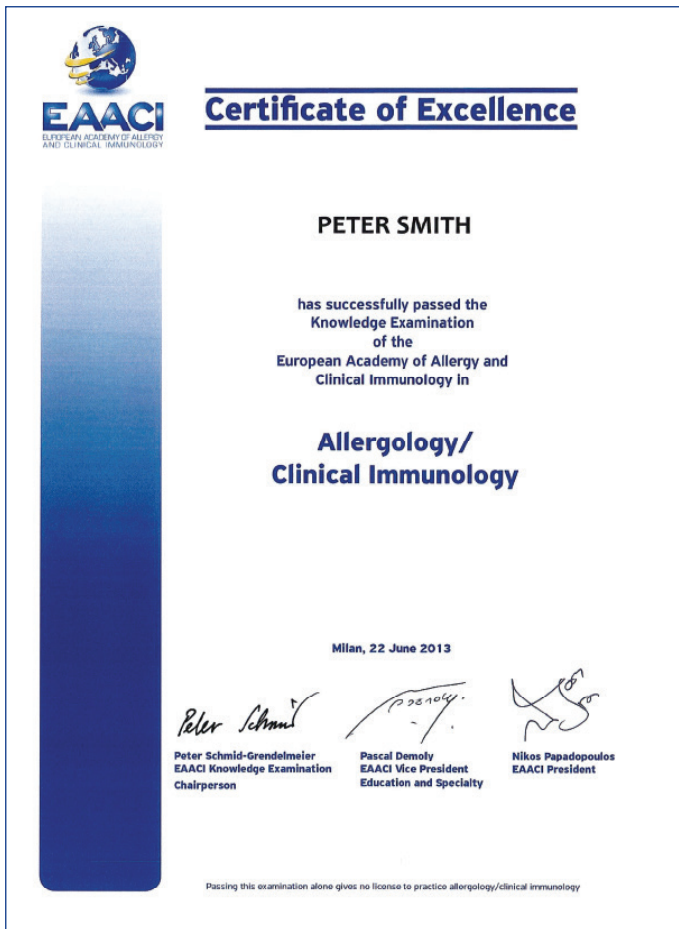 EAACI
EUROPEAN ACADEMY OF ALLERGY
AND CLINICAL IMMUNOLOGY
Certificate of Excellence
PETER SMITH
has successfully passed the
Knowledge Examination
of the
European Academy of Allergy and
Clinical Immunology in
Allergology/
Clinical Immunology
Milan, 22 June 2013
Peter Schmid
Peter Schmid-Grendelmeier
EAACI Knowledge Examination
Chairperson
Pascal Demoly
EAACI Vice President
Education and Specialty
Nikos Papadopoulos
EAACI President
Passing this examination alone gives no license to practice allergology/clinical immunology